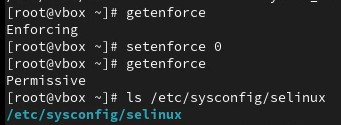 [root@vbox ~]# getenforce
Enforcing
[root@vbox ~]# setenforce 0
[root@vbox ~]# getenforce
Permissive
[root@vbox ~]# ls /etc/sysconfig/selinux
/etc/sysconfig/selinux